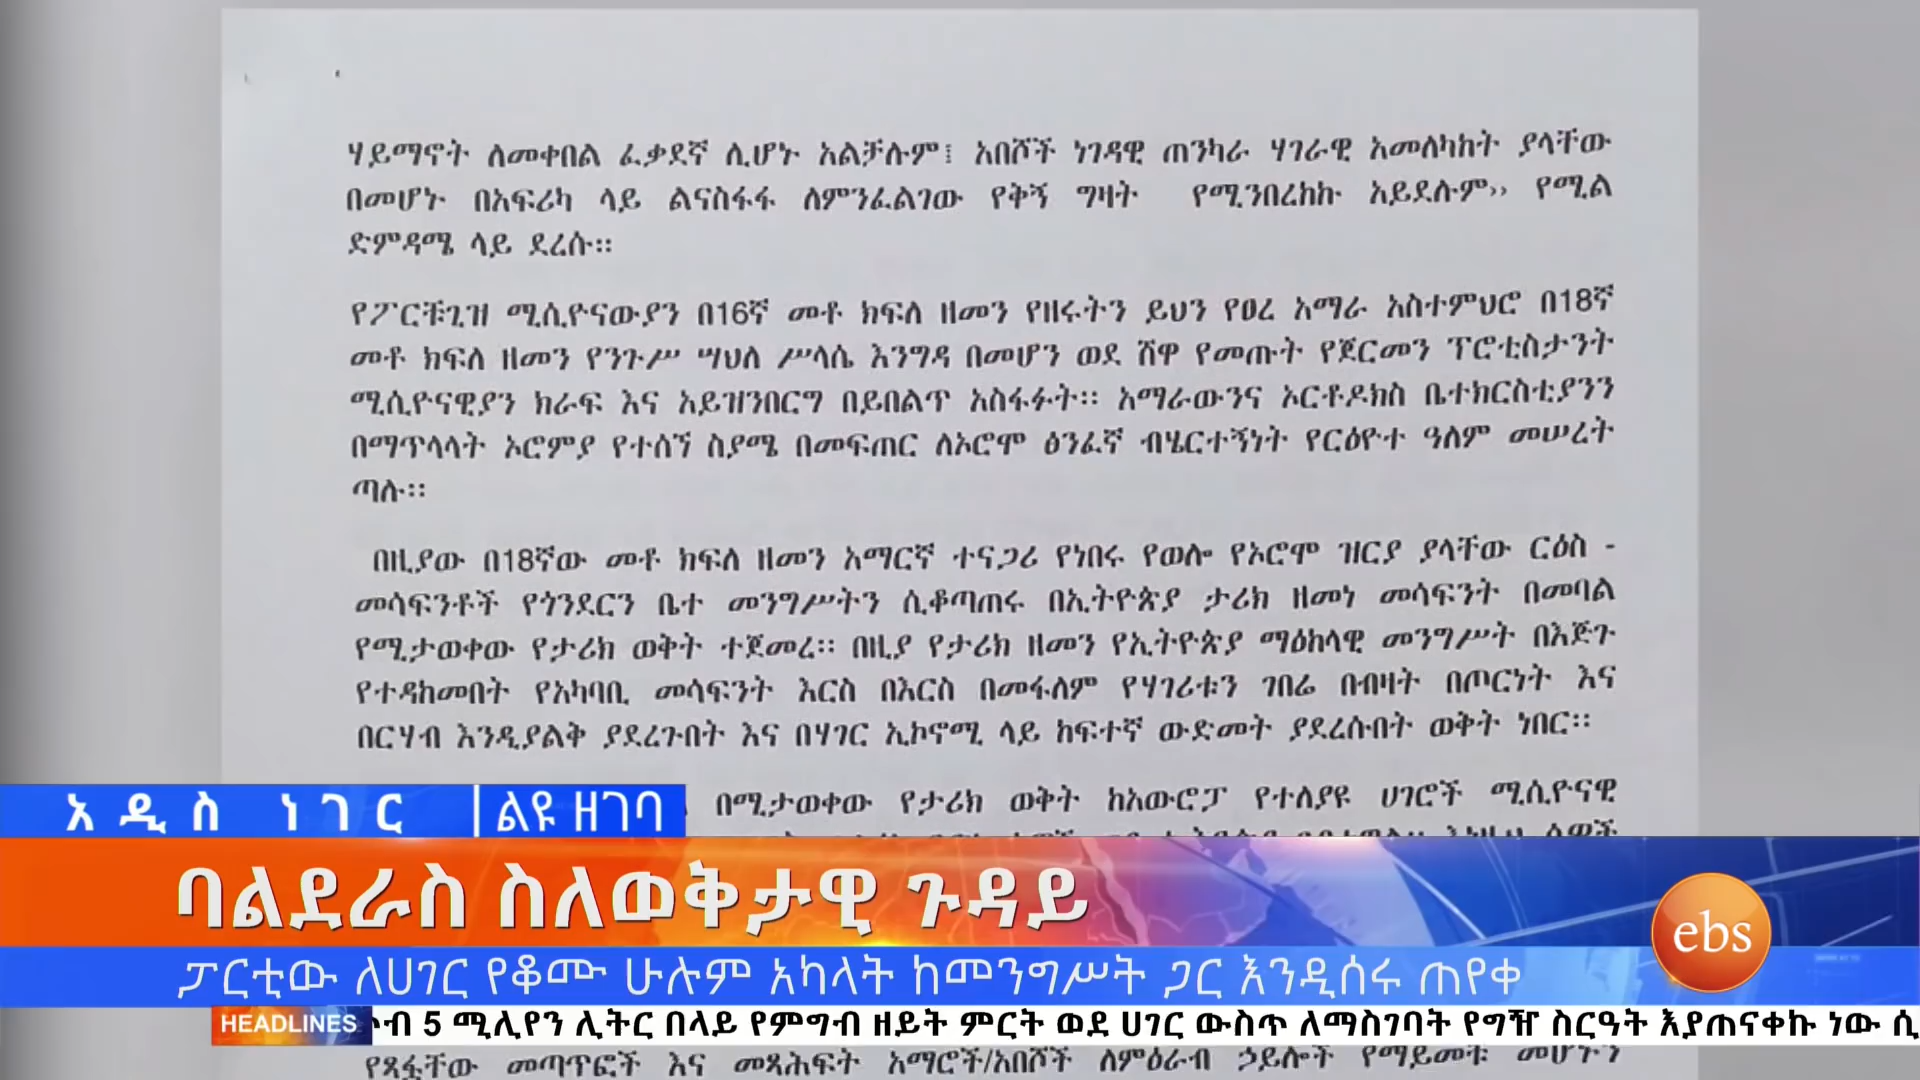 ሃይማኖት ለመቀበል ፈቃደኛ ሊሆኑ አልቻሉም፤ አበሾች ነገዳዊ ጠንካራ ሃገራዊ አመለካከት ያላቸው
በመሆኑ በአፍሪካ ላይ ልናስፋፋ ለምንፈልገው የቅኝ ግዛት የሚንበረከኩ አይደሉም›› የሚል
ድምዳሜ ላይ ደረሱ፡፡
የፖርቹጊዝ ሚሲዮናውያን በ16ኛ መቶ ክፍለ ዘመን የዘሩትን ይህን የፀረ አማራ አስተምህሮ በ18ኛ
መቶ ክፍለ ዘመን የንጉሥ ሣህለ ሥላሴ እንግዳ በመሆን ወደ ሸዋ የመጡት የጀርመን ፕሮቲስታንት
ሚሲዮናዊያን ክራፍ እና አይዝንበርግ በይበልጥ አስፋፉት፡፡ አማራውንና ኦርቶዶክስ ቤተክርስቲያንን
በማጥላላት ኦሮምያ የተሰኘ ስያሜ በመፍጠር ለኦሮሞ ፅንፈኛ ብሄርተኝነት የርዕዮተ ዓለም መሠረት
ጣሉ፡፡
በዚያው በ18ኛው መቶ ክፍለ ዘመን አማርኛ ተናጋሪ የነበሩ የወሎ የኦሮሞ ዝርያ ያላቸው ርዕሰ -
መሳፍንቶች የጎንደርን ቤተ መንግሥትን ሲቆጣጠሩ በኢትዮጵያ ታሪክ ዘመነ መሳፍንት በመባል
የሚታወቀው የታሪክ ወቅት ተጀመረ፡፡ በዚያ የታሪክ ዘመን የኢትዮጵያ ማዕከላዊ መንግሥት በእጅጉ
የተዳከመበት የአካባቢ መሳፍንት እርስ በእርስ በመፋለም የሃገሪቱን ገበሬ በብዛት በጦርነት እና
በርሃብ እንዲያልቅ ያደረጉበት እና በሃገር ኢኮኖሚ ላይ ከፍተኛ ውድመት ያደረሱበት ወቅት ነበር፡፡
በሚታወቀው የታሪክ ወቅት ከአውሮፓ የተለያዩ ሀገሮች ሚሲዮናዊ
አዲስ ነገር |ልዩ ዘገባ
ባልደራስ ስለወቅታዊ ጉዳይ
ebs
ፓርቲው ለሀገር የቆሙ ሁሉም አካላት ከመንግሥት ጋር እንዲሰሩ ጠየቀ
HEADLINES 5 ሚሊየን ሊትር በላይ የምግብ ዘይት ምርት ወደ ሀገር ውስጥ ለማስገባት የግዥ ስርዓት እያጠናቀኩ ነው ሲ
የጻፏቸው መጣጥፎች እና መጻሕፍት አማሮች/አበሾች ለምዕራብ ኃይሎች የማይመቹ መሆኑን